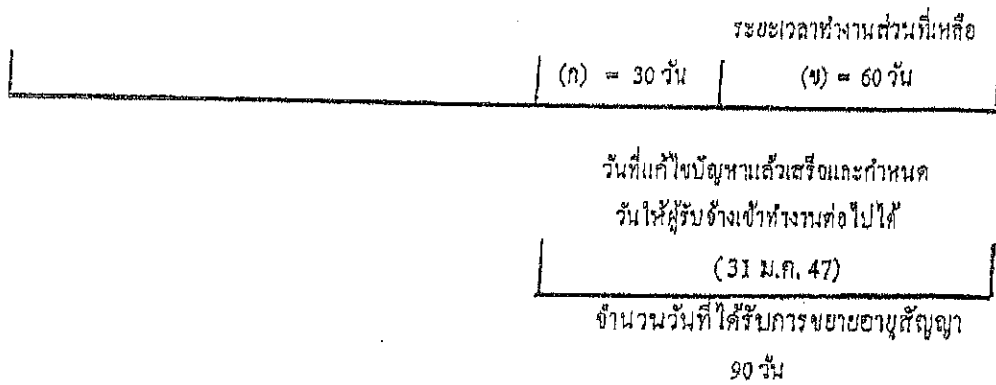 ระยะเวลาทำงานส่วนที่เหลือ
(ก) = 30 วัน (ข) = 60 วัน
วันที่แก้ไขปัญหาแล้วเสร็จและกำหนด
วันให้ผู้รับจ้างเข้าทำงานต่อไปได้
(31 ม.ค. 47)
จำนวนวันที่ได้รับการขยายอายุสัญญา
90 วัน